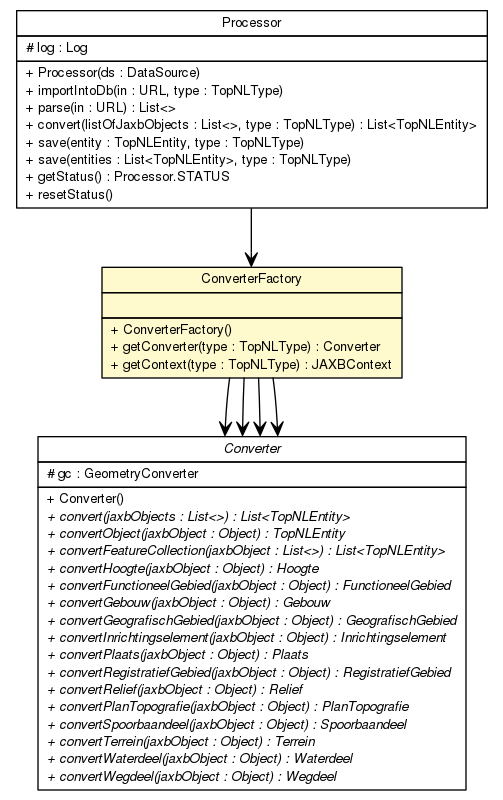 Processor
# log : Log
+ Processor(ds : DataSource)
+ importIntoDb(in : URL, type : TopNLType)
+ parse(in : URL) : List<>
+ convert(listOfJaxbObjects : List<>, type : TopNLType) : List<TopNLEntity>
+ save(entity : TopNLEntity, type : TopNLType)
+ save(entities : List<TopNLEntity>, type : TopNLType)
+ getStatus() : Processor.STATUS
+ resetStatus()
ConverterFactory
+ ConverterFactory()
+ getConverter(type : TopNLType) : Converter
+ getContext(type : TopNLType) : JAXBContext
Converter
# gc : GeometryConverter
+ Converter()
+ convert(jaxbObjects : List<>) : List<TopNLEntity>
+ convertObject(jaxbObject : Object) : TopNLEntity
+ convertFeatureCollection(jaxbObject : List<>) : List<TopNLEntity>
+ convertHoogte(jaxbObject : Object) : Hoogte
+ convertFunctioneelGebied(jaxbObject : Object) : FunctioneelGebied
+ convertGebouw(jaxbObject : Object) : Gebouw
+ convertGeografischGebied(jaxbObject : Object) : GeografischGebied
+ convertInrichtingselement(jaxbObject : Object) : Inrichtingselement
+ convertPlaats(jaxbObject : Object) : Plaats
+ convertRegistratiefGebied(jaxbObject : Object) : RegistratiefGebied
+ convertRelief(jaxbObject : Object) : Relief
+ convertPlanTopografie(jaxbObject : Object) : PlanTopografie
+ convertSpoorbaandeel(jaxbObject : Object) : Spoorbaandeel
+ convertTerrein(jaxbObject : Object) : Terrein
+ convertWaterdeel(jaxbObject : Object) : Waterdeel
+ convertWegdeel(jaxbObject : Object) : Wegdeel